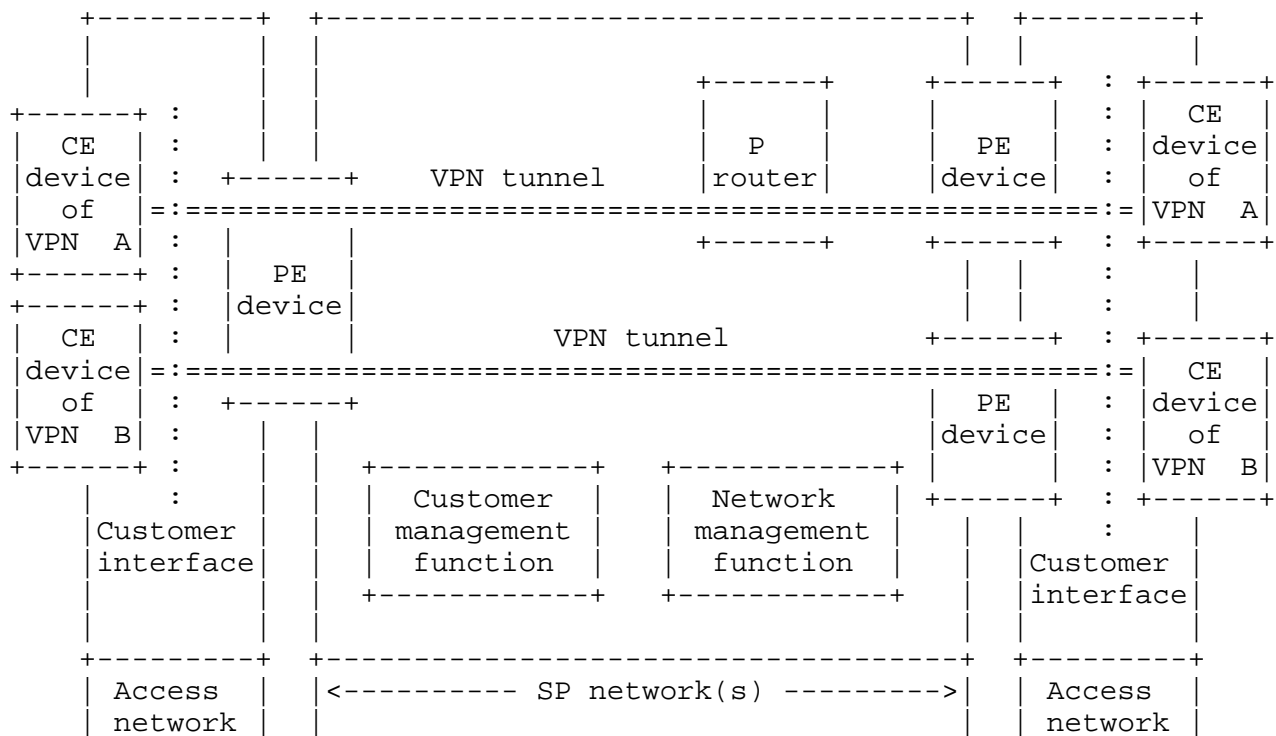 CE
CE P PE device
device VPN tunnel router device of
of VPN A
VPN A
PE
device
CE VPN tunnel
device CE
of PE device
VPN B device of
VPN B
Customer Network
Customer management management
interface function function Customer
interface
Access <---------- SP network(s) ---------> Access
network network